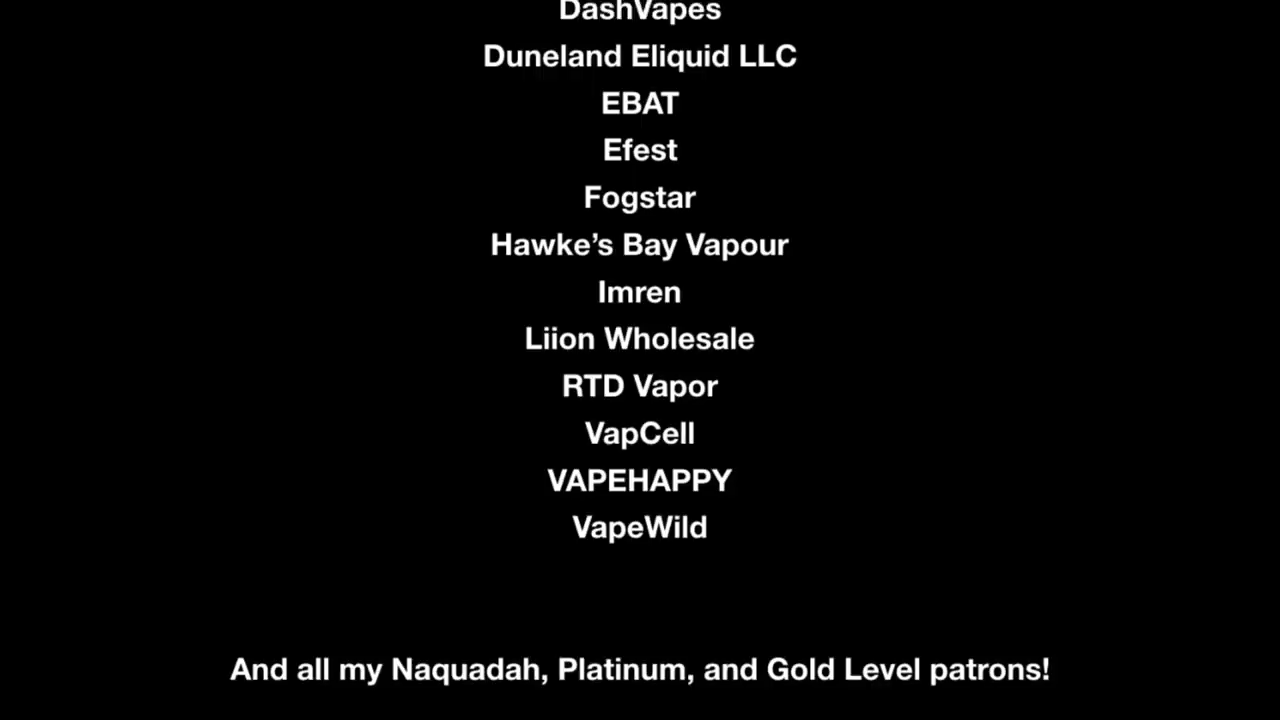 DashVapes
Duneland Eliquid LLC
EBAT
Efest
Fogstar
Hawke’s Bay Vapour
Imren
Liion Wholesale
RTD Vapor
VapCell
VAPEHAPPY
VapeWild
And all my Naquadah, Platinum, and Gold Level patrons!